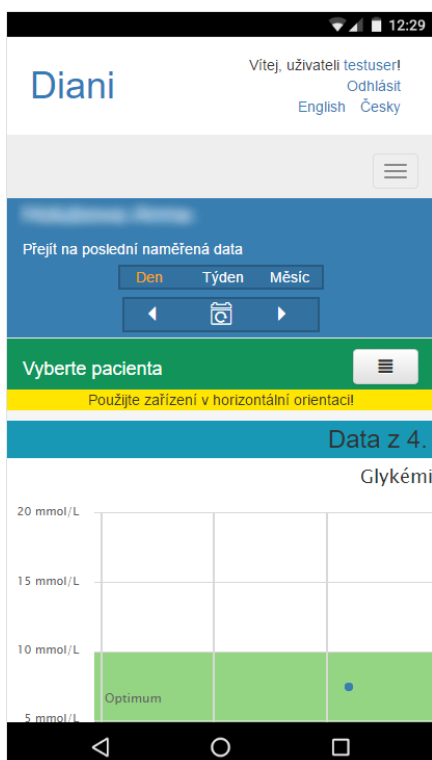 12:29
Diani
Vítej, uživateli testuser!
Odhlásit
English Česky
Přejít na poslední naměřená data
Den Týden Měsíc
Vyberte pacienta
Použijte zařízení v horizontální orientaci!
Data z 4.
Glykémi
20 mmol/L
15 mmol/L
10 mmol/L
Optimum
5 mmol/L